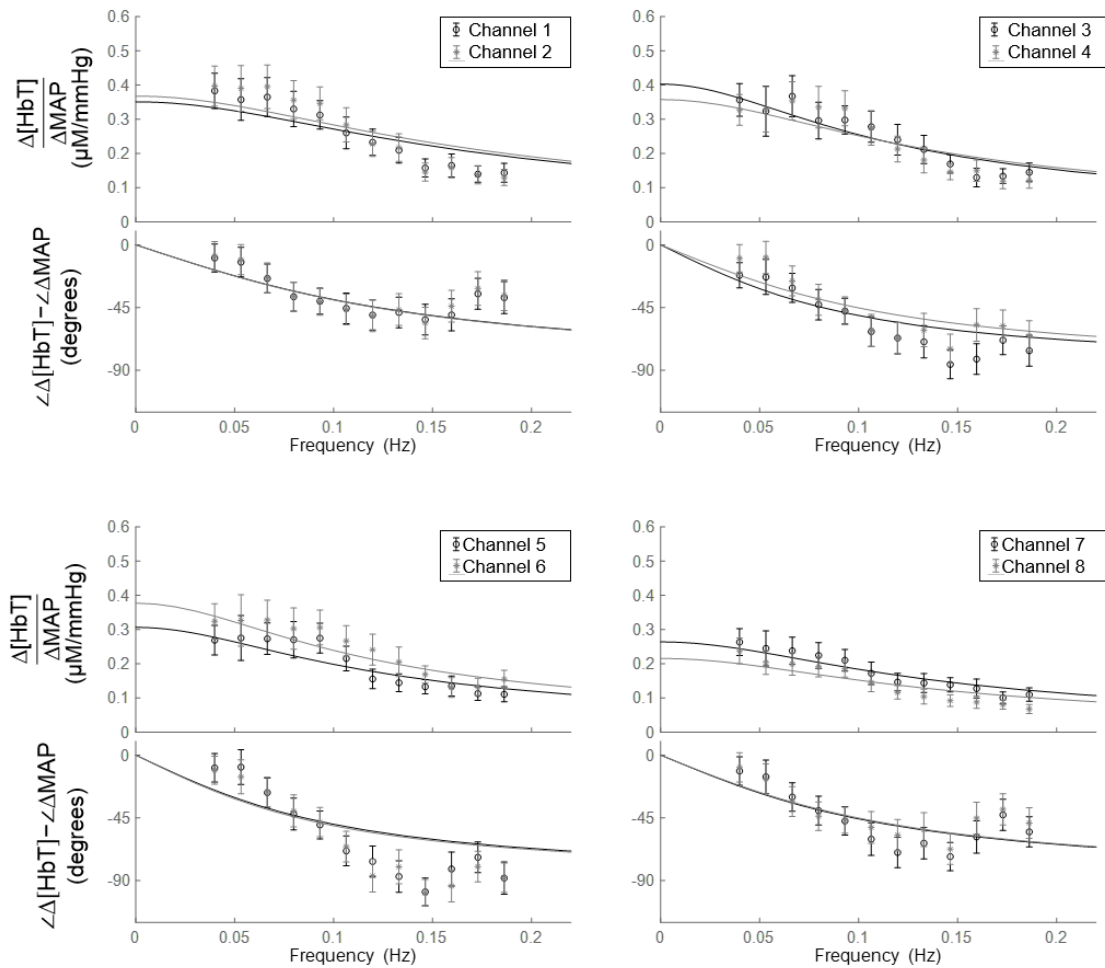 0.6
0.5
0.4
0.3
0.2
0.1
0
Δ[HbT]
ΔMAP
(μM/mmHg)
Channel 1
Channel 2
0
-45
-90
∠Δ[HbT]−∠ΔMAP
(degrees)
0 0.05 0.1 0.15 0.2
Frequency (Hz)
0.6
0.5
0.4
0.3
0.2
0.1
0
Channel 3
Channel 4
0
-45
-90
0 0.05 0.1 0.15 0.2
Frequency (Hz)
0.6
0.5
0.4
0.3
0.2
0.1
0
Δ[HbT]
ΔMAP
(μM/mmHg)
Channel 5
Channel 6
0
-45
-90
∠Δ[HbT]−∠ΔMAP
(degrees)
0 0.05 0.1 0.15 0.2
Frequency (Hz)
0.6
0.5
0.4
0.3
0.2
0.1
0
Channel 7
Channel 8
0
-45
-90
0 0.05 0.1 0.15 0.2
Frequency (Hz)